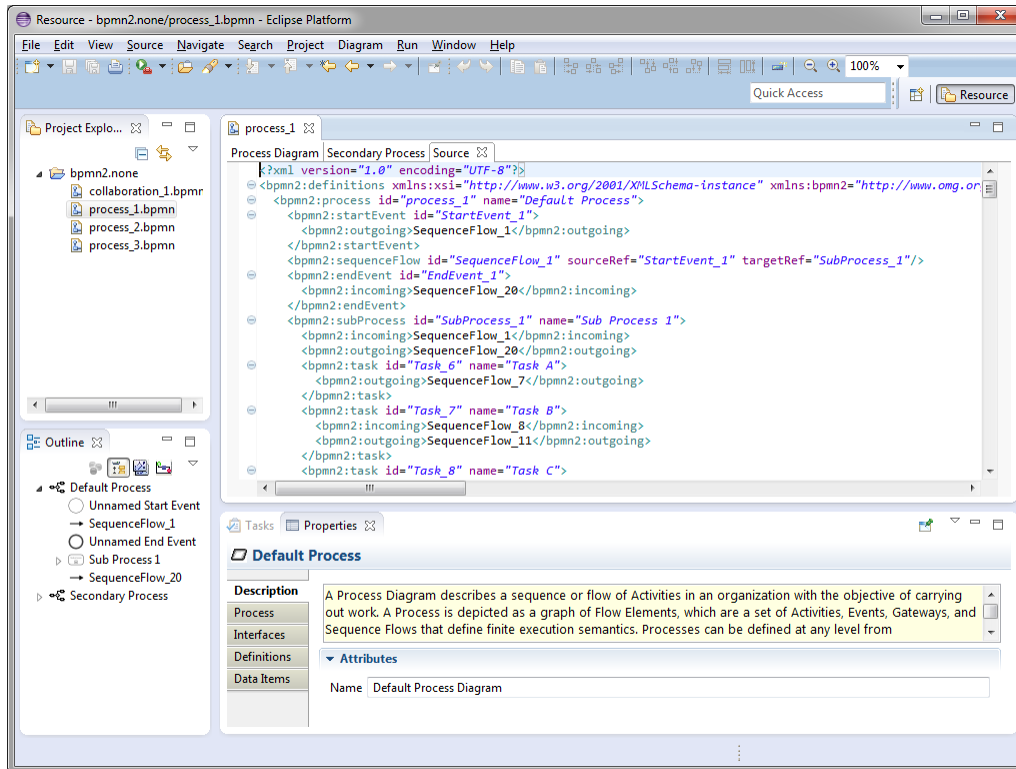 Resource - bpmn2.none/process_1.bpmn - Eclipse Platform
File Edit View Source Navigate Search Project Diagram Run Window Help
100%
Quick Access
Resource
Project Explo...
bpmn2.none
collaboration_1.bpmr
process_1.bpmn
process_2.bpmn
process_3.bpmn
process_1
Process Diagram Secondary Process Source
<?xml version="1.0" encoding="UTF-8"?>
<bpmn2:definitions xmlns:xsi="http://www.w3.org/2001/XMLSchema-instance" xmlns:bpmn2="http://www.omg.or
<bpmn2:process id="process_1" name="Default Process">
<bpmn2:startEvent id="StartEvent_1">
<bpmn2:outgoing>SequenceFlow_1</bpmn2:outgoing>
</bpmn2:startEvent>
<bpmn2:sequenceFlow id="SequenceFlow_1" sourceRef="StartEvent_1" targetRef="SubProcess_1"/>
<bpmn2:endEvent id="EndEvent_1">
<bpmn2:incoming>SequenceFlow_20</bpmn2:incoming>
</bpmn2:endEvent>
<bpmn2:subProcess id="SubProcess_1" name="Sub Process 1">
<bpmn2:incoming>SequenceFlow_1</bpmn2:incoming>
<bpmn2:outgoing>SequenceFlow_20</bpmn2:outgoing>
<bpmn2:task id="Task_6" name="Task A">
<bpmn2:outgoing>SequenceFlow_7</bpmn2:outgoing>
</bpmn2:task>
<bpmn2:task id="Task_7" name="Task B">
<bpmn2:incoming>SequenceFlow_8</bpmn2:incoming>
<bpmn2:outgoing>SequenceFlow_11</bpmn2:outgoing>
</bpmn2:task>
<bpmn2:task id="Task_8" name="Task C">
Outline
Default Process
Unnamed Start Event
SequenceFlow_1
Unnamed End Event
Sub Process 1
SequenceFlow_20
Secondary Process
Tasks Properties
Default Process
Description
Process
Interfaces
Definitions
Data Items
A Process Diagram describes a sequence or flow of Activities in an organization with the objective of carrying
out work. A Process is depicted as a graph of Flow Elements, which are a set of Activities, Events, Gateways, and
Sequence Flows that define finite execution semantics. Processes can be defined at any level from
Attributes
Name Default Process Diagram